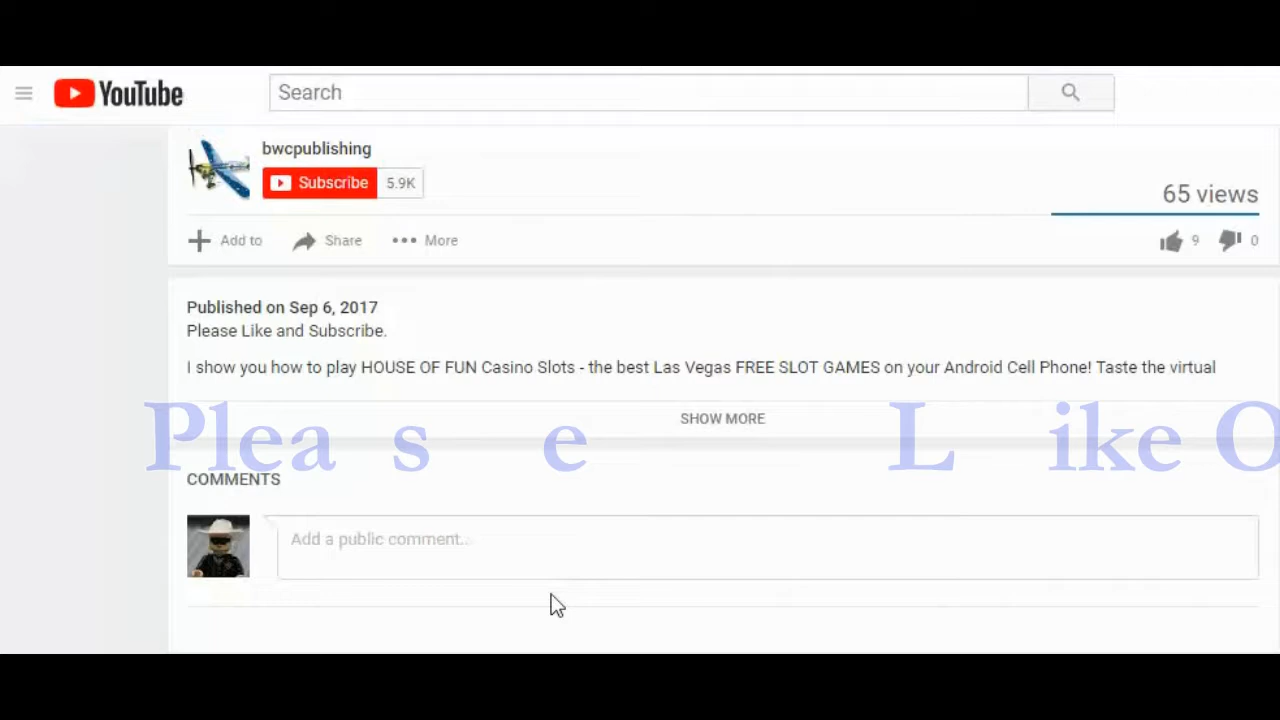 YouTube
Search
bwcpublishing
Subscribe 5.9K
65 views
Add to Share More
9 0
Published on Sep 6, 2017
Please Like and Subscribe.
I show you how to play HOUSE OF FUN Casino Slots - the best Las Vegas FREE SLOT GAMES on your Android Cell Phone! Taste the virtual
SHOW MORE
Please Like O
COMMENTS
Add a public comment...